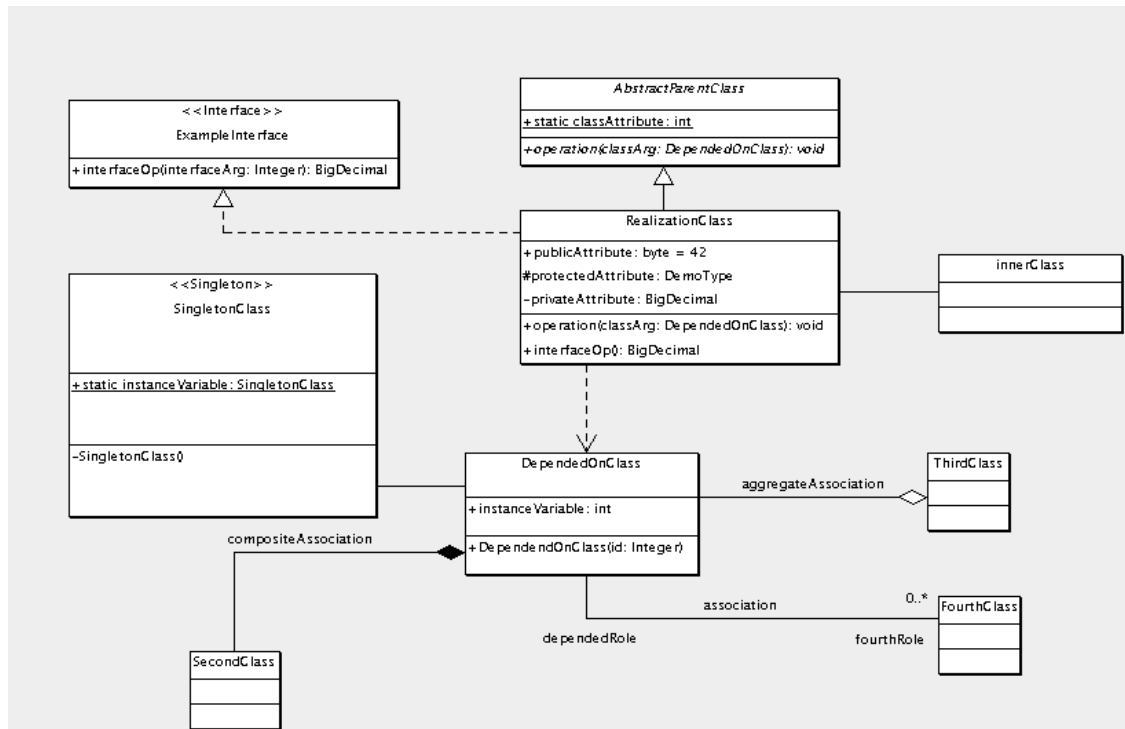 AbstractParentClass
+ static classAttribute: int
+operation(classArg: DependedOnClass): void
<<Interface>>
ExampleInterface
+interfaceOp(interfaceArg: Integer): BigDecimal
RealizationClass
+publicAttribute: byte = 42
#protectedAttribute: DemoType
-privateAttribute: BigDecimal
+operation(classArg: DependedOnClass): void
+interfaceOp(): BigDecimal
innerClass
<<Singleton>>
SingletonClass
+static instanceVariable: SingletonClass
-SingletonClass()
DependedOnClass
+instanceVariable: int
+DependendOnClass(id: Integer)
aggregateAssociation
ThirdClass
compositeAssociation
association
0..*
FourthClass
dependedRole
fourthRole
SecondClass